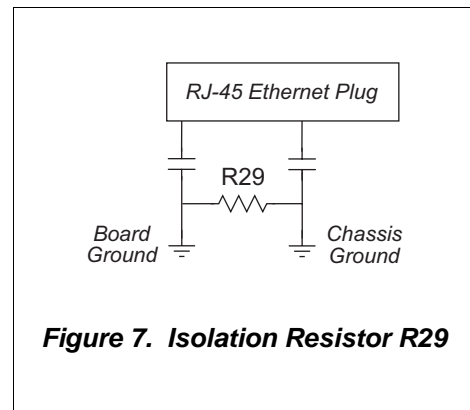 RJ-45 Ethernet Plug
R29
Board
Ground
Chassis
Ground
Figure 7. Isolation Resistor R29